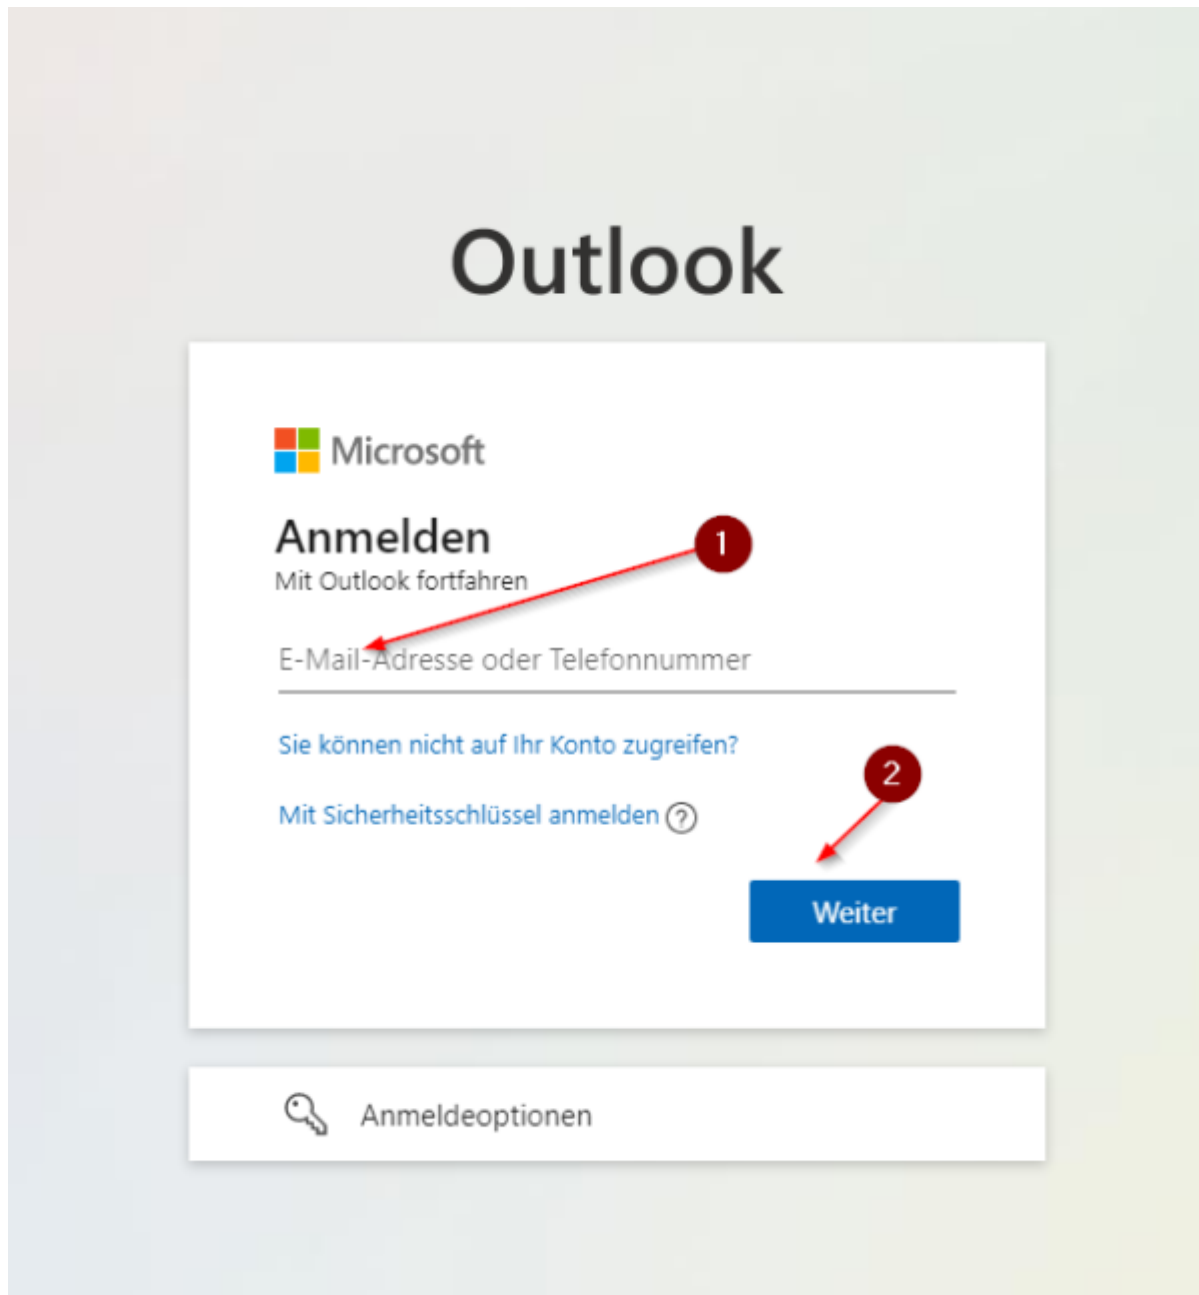 Outlook
Microsoft
Anmelden
1
Mit Outlook fortfahren
E-Mail-Adresse oder Telefonnummer
Sie können nicht auf Ihr Konto zugreifen?
2
Mit Sicherheitsschlüssel anmelden ?
Weiter
Anmeldeoptionen